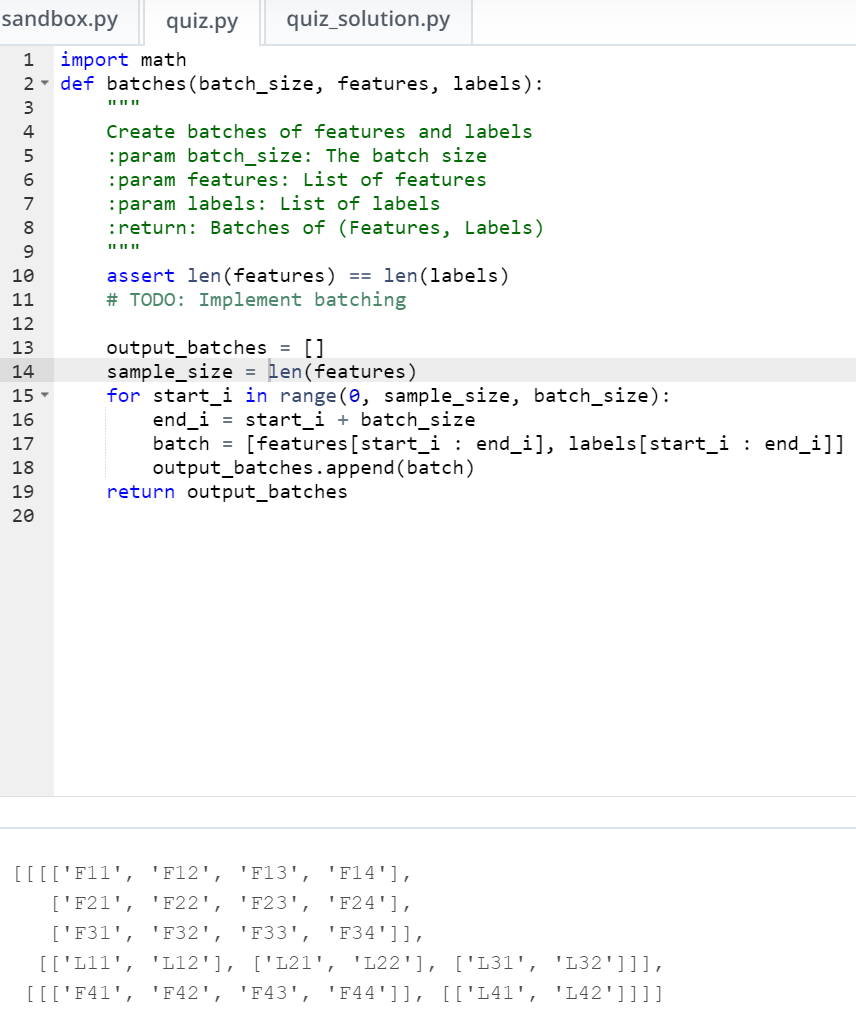 sandbox.py quiz.py quiz_solution.py
1 import math
2 def batches(batch_size, features, labels):
3     """
4     Create batches of features and labels
5     :param batch_size: The batch size
6     :param features: List of features
7     :param labels: List of labels
8     :return: Batches of (Features, Labels)
9     """
10     assert len(features) == len(labels)
11     # TODO: Implement batching
12
13     output_batches = []
14     sample_size = len(features)
15     for start_i in range(0, sample_size, batch_size):
16         end_i = start_i + batch_size
17         batch = [features[start_i : end_i], labels[start_i : end_i]]
18         output_batches.append(batch)
19     return output_batches
20
[[[['F11', 'F12', 'F13', 'F14'],
   ['F21', 'F22', 'F23', 'F24'],
   ['F31', 'F32', 'F33', 'F34']],
  [['L11', 'L12'], ['L21', 'L22'], ['L31', 'L32']]],
 [[['F41', 'F42', 'F43', 'F44']], [['L41', 'L42']]]]